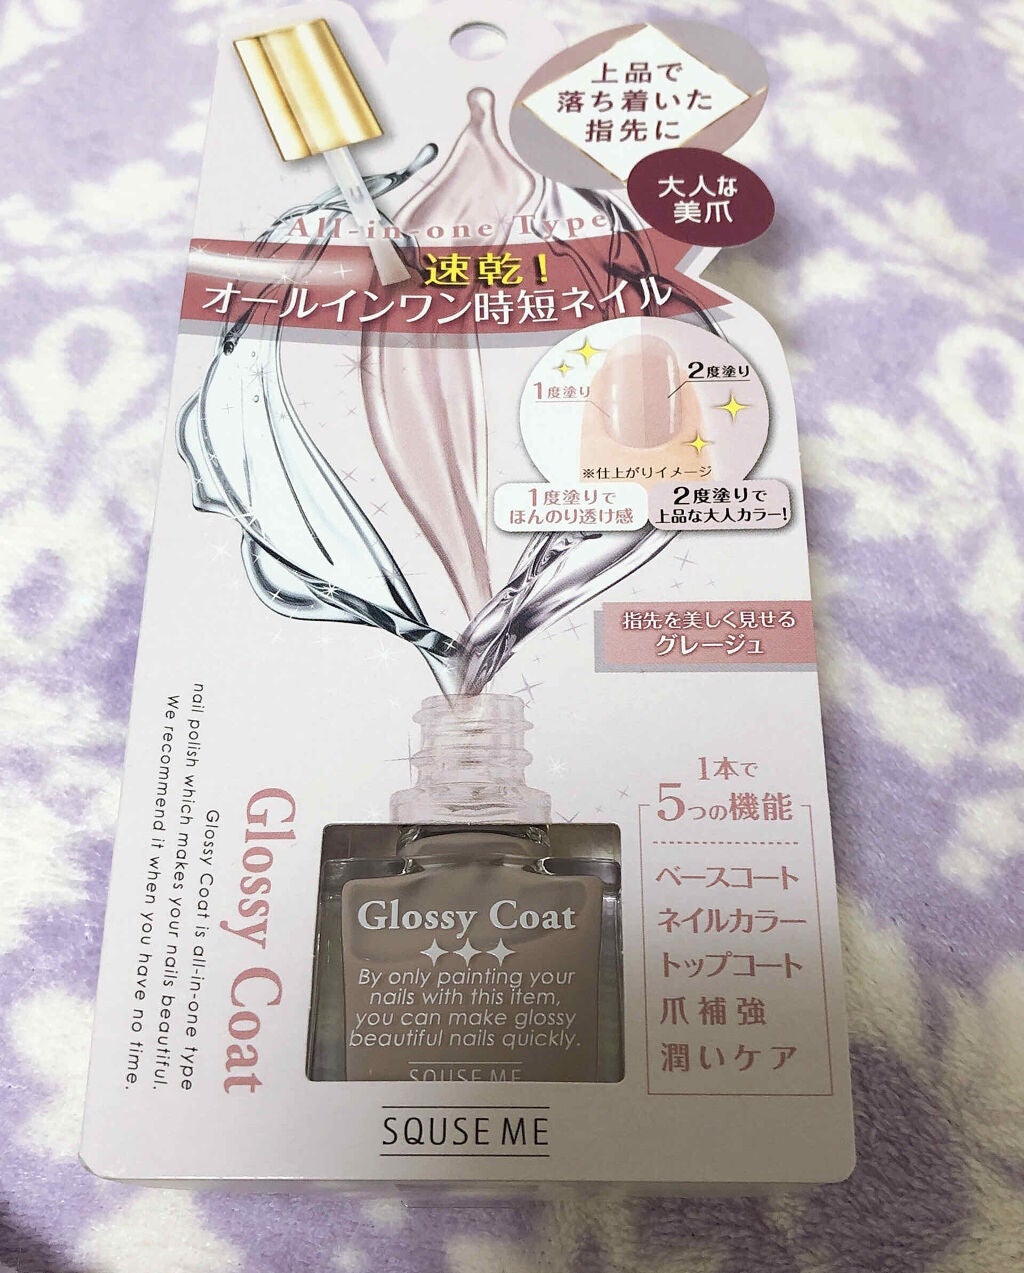 上品で
落ち着いた
指先に
大人な
美爪
All-in-one Type
速乾!
オールインワン時短ネイル
1度塗り
2度塗り
※仕上がりイメージ
1度塗りで
ほんのり透け感
2度塗りで
上品な大人カラー!
指先を美しく見せる
グレージュ
1本で
5つの機能
ベースコート
ネイルカラー
トップコート
爪補強
潤いケア
Glossy Coat
Glossy Coat is all-in-one type
nail polish which makes your nails beautiful.
We recommend it when you have no time.
Glossy Coat
By only painting your
nails with this item,
you can make glossy
beautiful nails quickly.
SQUSE ME
SQUSE ME